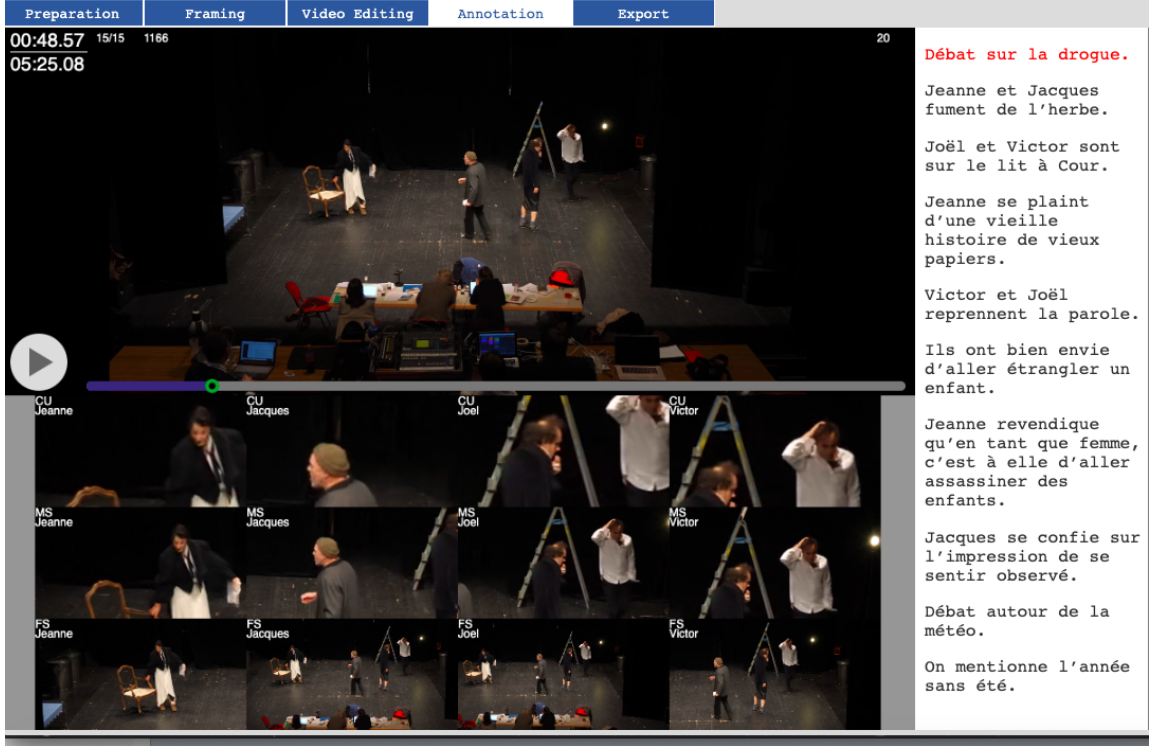 Preparation
Framing
Video Editing
Annotation
Export
00:48.57 15/15 1166
20
05:25.08
CU
Jeanne
CU
Jacques
CU
Joel
CU
Victor
MS
Jeanne
MS
Jacques
MS
Joel
MS
Victor
FS
Jeanne
FS
Jacques
FS
Joel
FS
Victor
Débat sur la drogue.
Jeanne et Jacques
fument de l'herbe.
Joël et Victor sont
sur le lit à Cour.
Jeanne se plaint
d'une vieille
histoire de vieux
papiers.
Victor et Joël
reprennent la parole.
Ils ont bien envie
d'aller étrangler un
enfant.
Jeanne revendique
qu'en tant que femme,
c'est à elle d'aller
assassiner des
enfants.
Jacques se confie sur
l'impression de se
sentir observé.
Débat autour de la
météo.
On mentionne l'année
sans été.